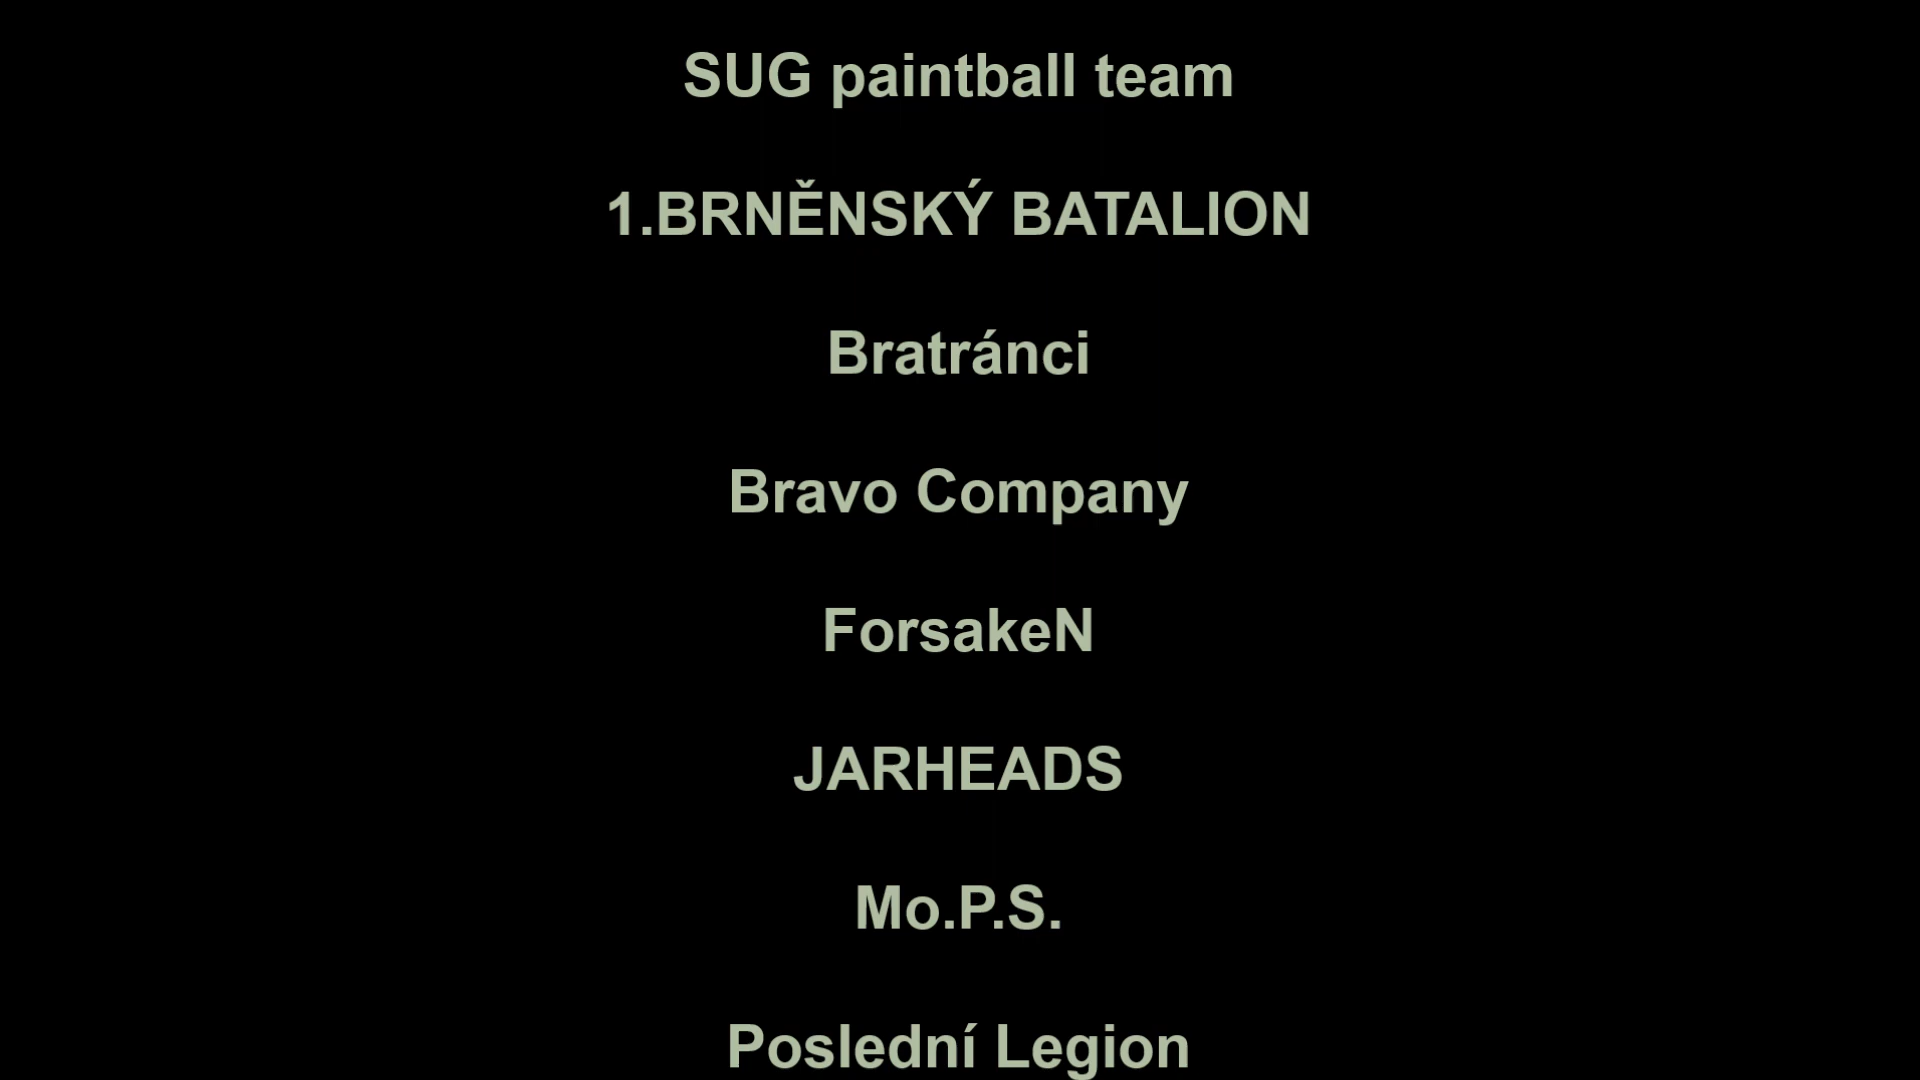 SUG paintball team
1.BRNĚNSKÝ BATALION
Bratránci
Bravo Company
ForsakeN
JARHEADS
Mo.P.S.
Poslední Legion